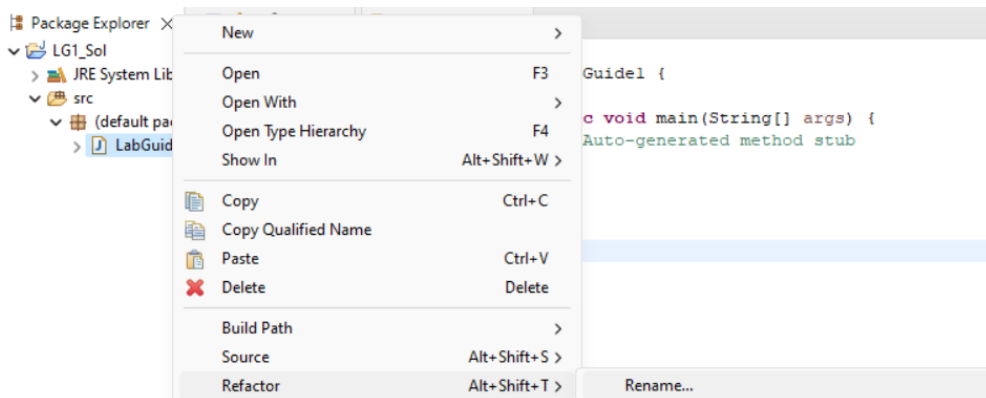 Package Explorer
New
LG1_Sol
JRE System Lib
Open F3
Guide1 {
src
Open With
(default pa
Open Type Hierarchy F4
c void main(String[] args) {
LabGuid
Show In Alt+Shift+W
Auto-generated method stub
Copy Ctrl+C
Copy Qualified Name
Paste Ctrl+V
Delete Delete
Build Path
Source Alt+Shift+S
Refactor Alt+Shift+T
Rename...